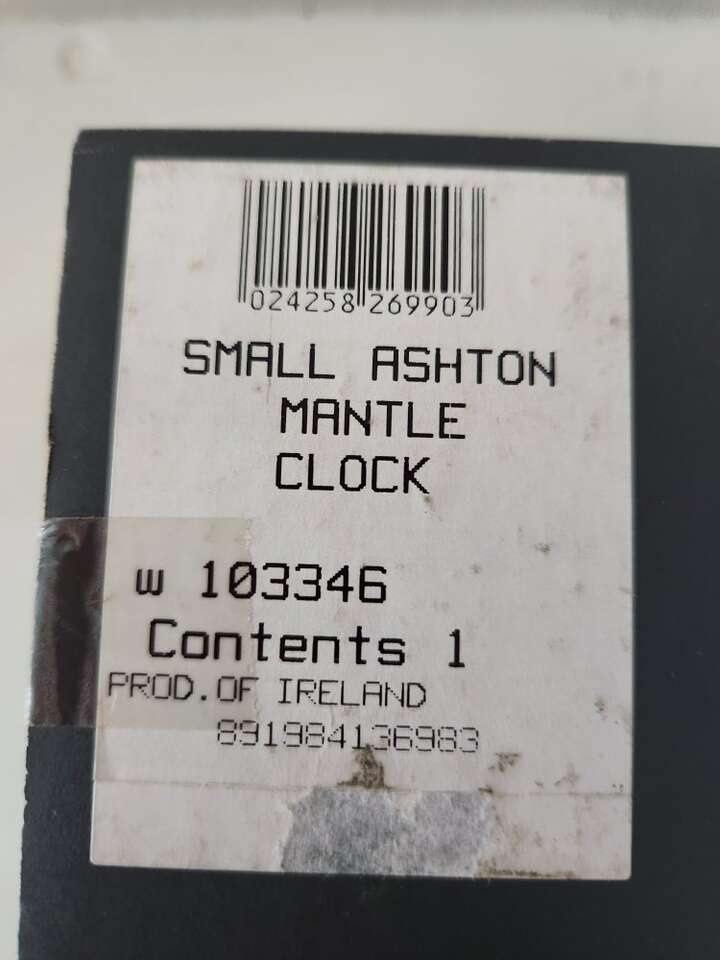 024258 269903
SMALL ASHTON
MANTLE
CLOCK
w 103346
Contents 1
PROD.OF IRELAND
891984136983